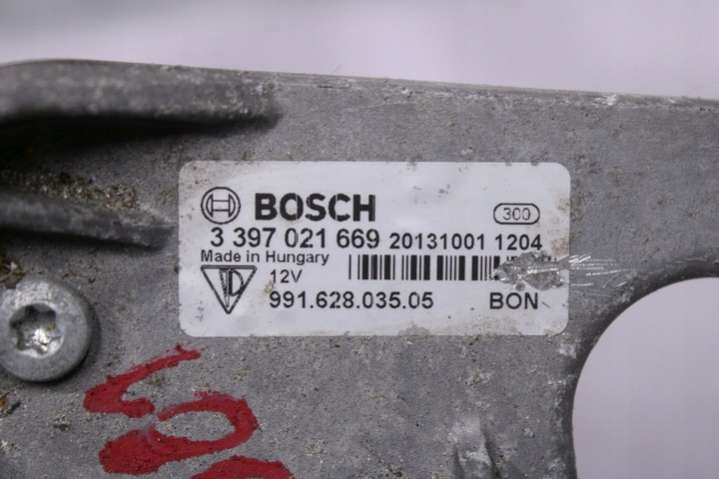 BOSCH 300
3 397 021 669 20131001 1204
Made in Hungary
12V
991.628.035.05 BON